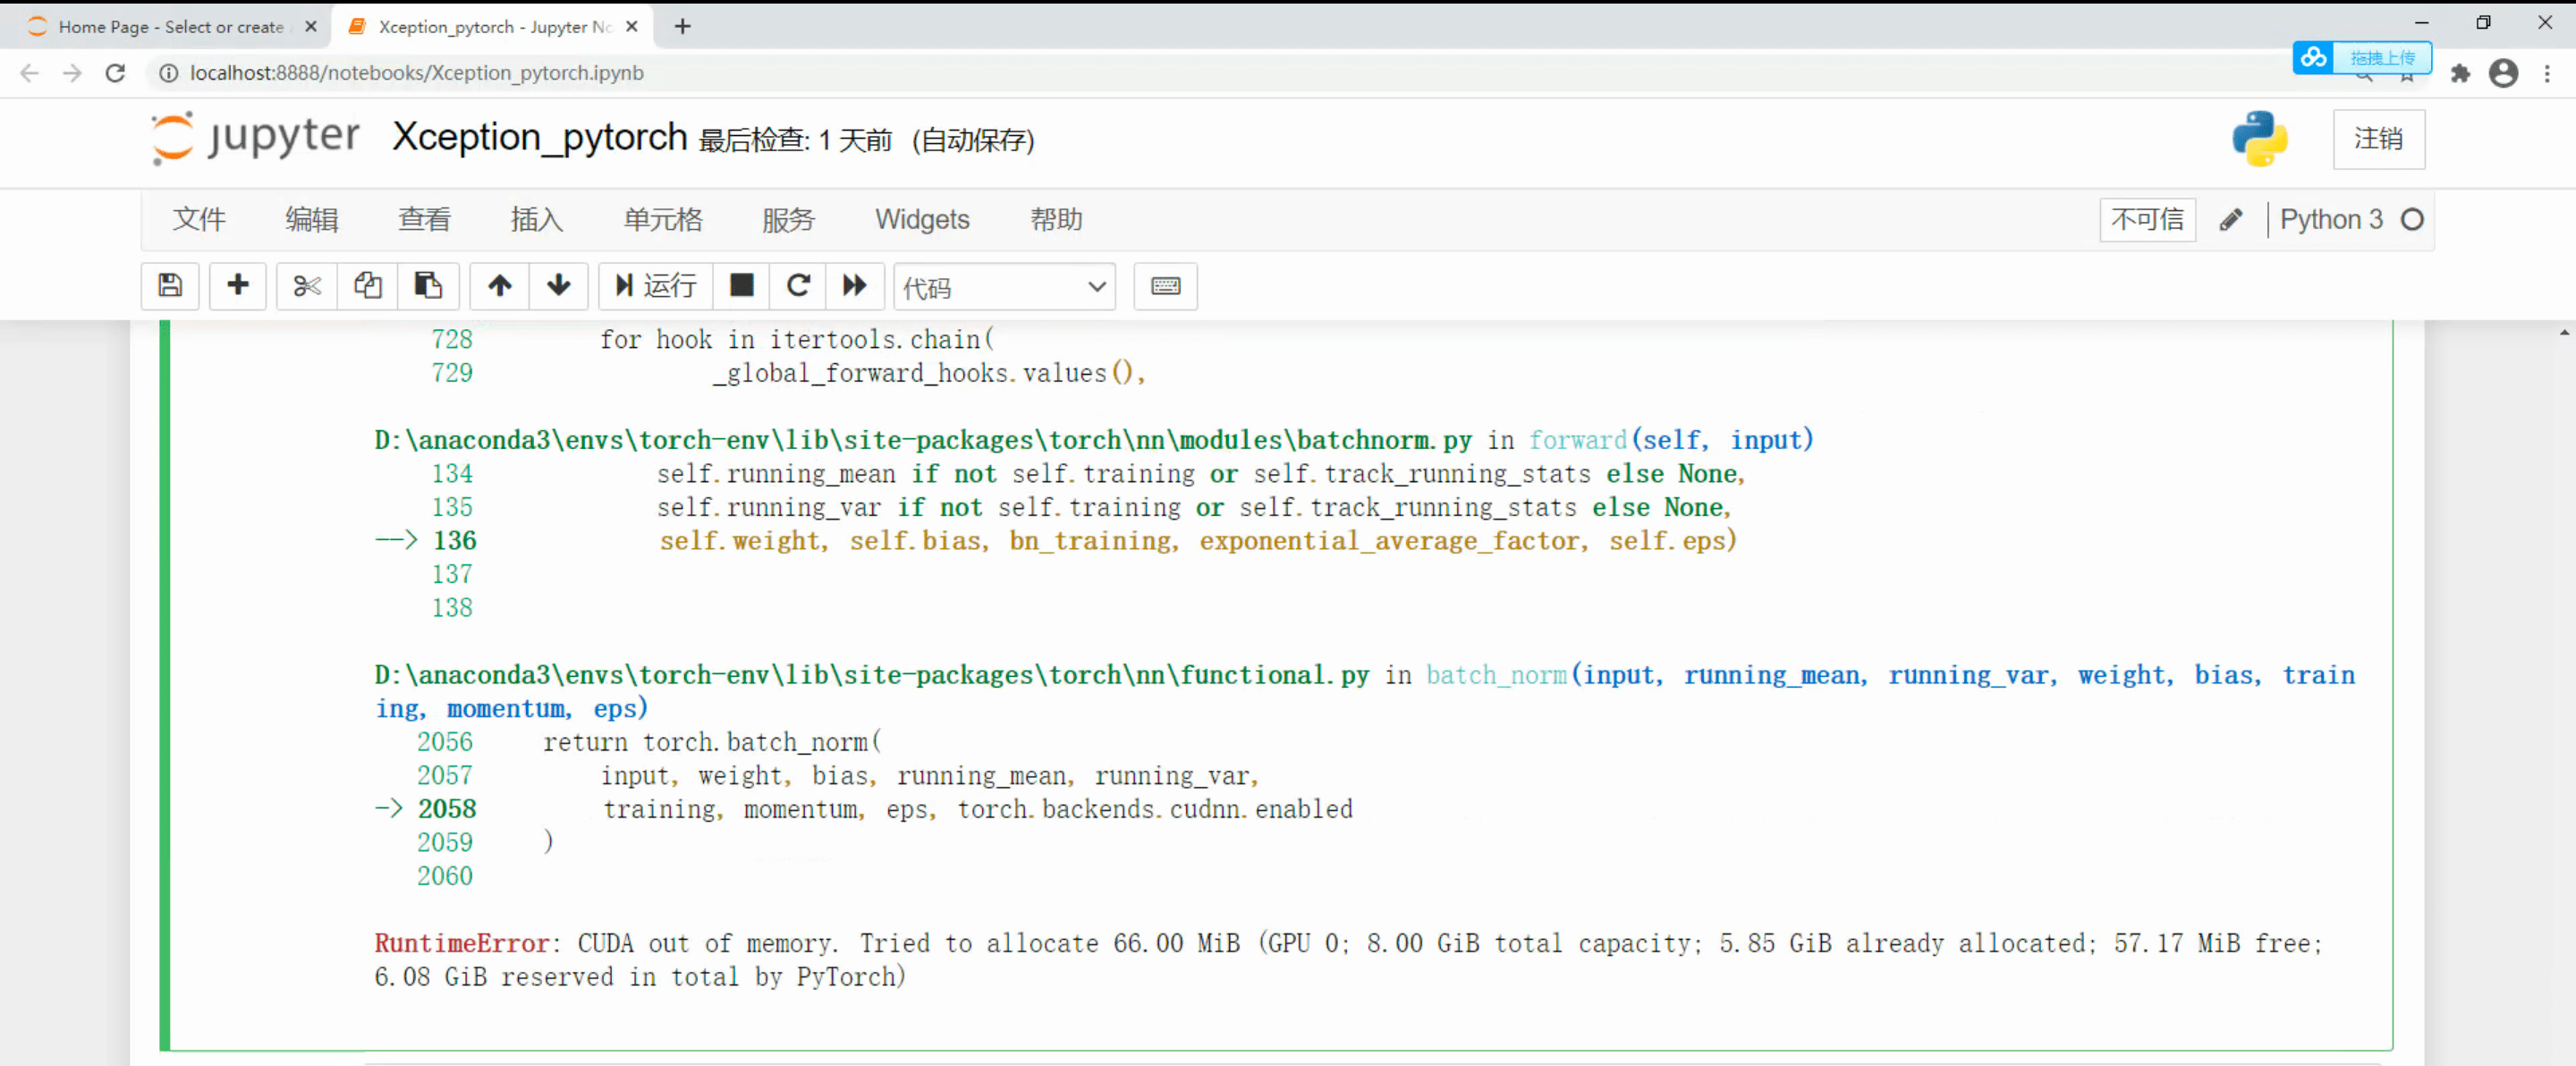 Home Page - Select or create
Xception_pytorch - Jupyter No
localhost:8888/notebooks/Xception_pytorch.ipynb
拖拽上传
jupyter Xception_pytorch 最后检查: 1 天前 (自动保存)
注销
文件 编辑 查看 插入 单元格 服务 Widgets 帮助
不可信 Python 3
运行 代码
728 for hook in itertools.chain(
729 _global_forward_hooks.values(),
D:\anaconda3\envs\torch-env\lib\site-packages\torch\nn\modules\batchnorm.py in forward(self, input)
134 self.running_mean if not self.training or self.track_running_stats else None,
135 self.running_var if not self.training or self.track_running_stats else None,
--> 136 self.weight, self.bias, bn_training, exponential_average_factor, self.eps)
137
138
D:\anaconda3\envs\torch-env\lib\site-packages\torch\nn\functional.py in batch_norm(input, running_mean, running_var, weight, bias, train
ing, momentum, eps)
2056 return torch.batch_norm(
2057 input, weight, bias, running_mean, running_var,
-> 2058 training, momentum, eps, torch.backends.cudnn.enabled
2059 )
2060
RuntimeError: CUDA out of memory. Tried to allocate 66.00 MiB (GPU 0; 8.00 GiB total capacity; 5.85 GiB already allocated; 57.17 MiB free;
6.08 GiB reserved in total by PyTorch)